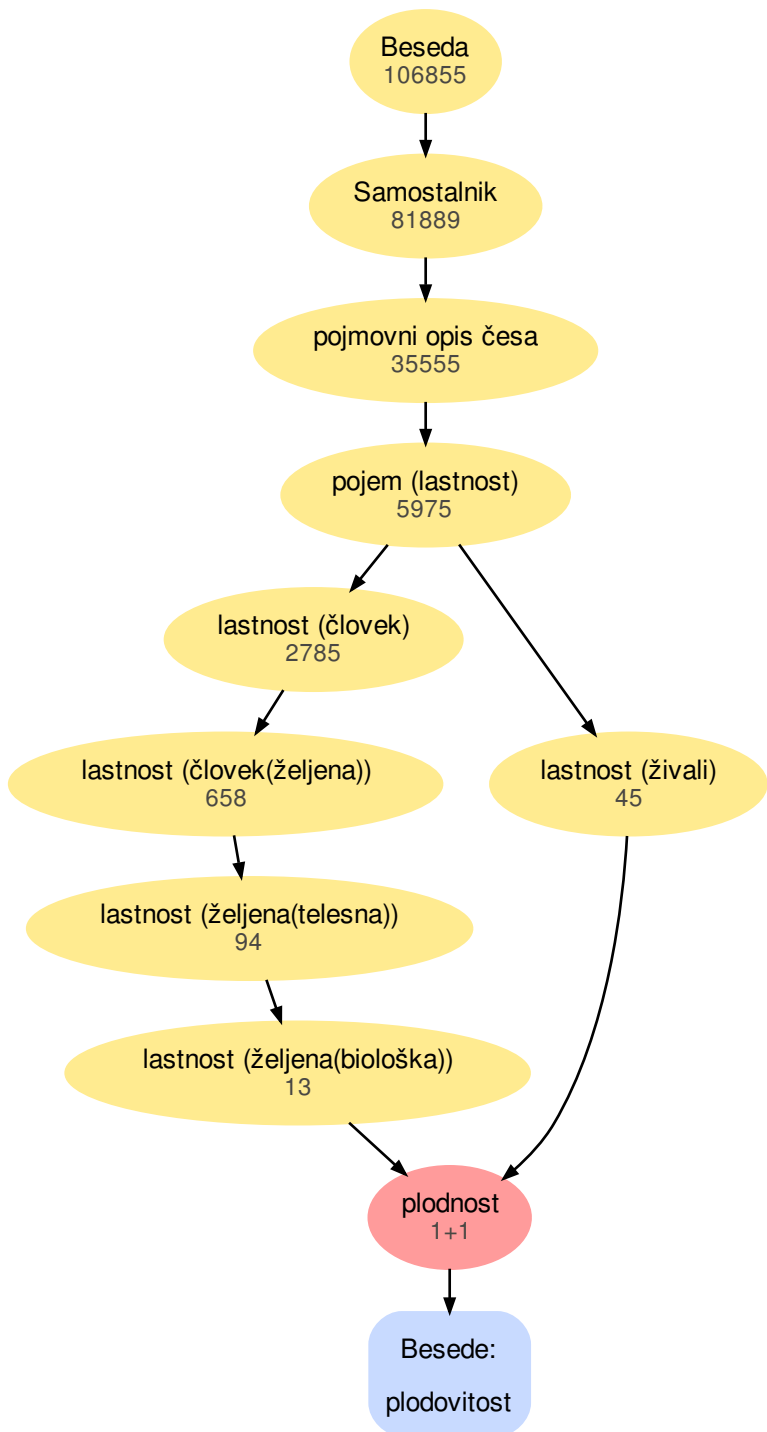 Beseda
106855
Samostalnik
81889
pojmovni opis česa
35555
pojem (lastnost)
5975
lastnost (človek)
2785
lastnost (človek(željena))
658
lastnost (živali)
45
lastnost (željena(telesna))
94
lastnost (željena(biološka))
13
plodnost
1+1
Besede:
plodovitost